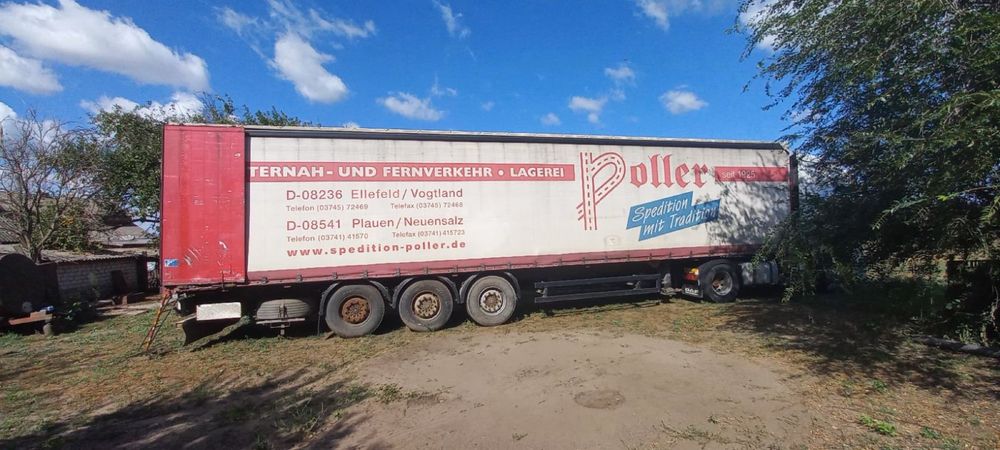 TERNAH - UND FERNVERKEHR • LAGEREI
Poller
seit 1925
Spedition
mit Tradition
D-08236 Ellefeld / Vogtland
Telefon (03745) 72469 Telefax (03745) 72468
D-08541 Plauen / Neuensalz
Telefon (03741) 41570 Telefax (03741) 415723
www.spedition-poller.de